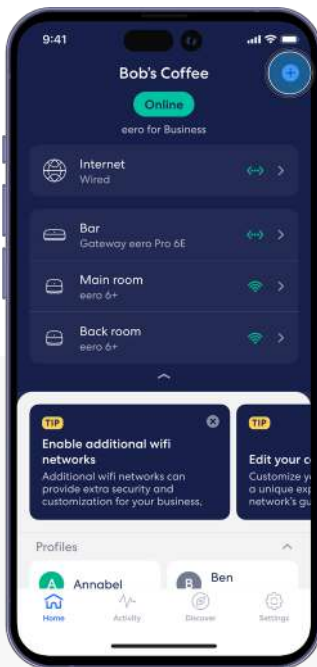 9:41
Bob's Coffee
Online
eero for Business
Internet
Wired
Bar
Gateway eero Pro 6E
Main room
eero 6+
Back room
eero 6+
TIP
Enable additional wifi
networks
Additional wifi networks can
provide extra security and
customization for your business,
TIP
Edit your
Customize
a unique
network's
Profiles
A
Annabel
B
Ben
Home
Activity
Discover
Settings